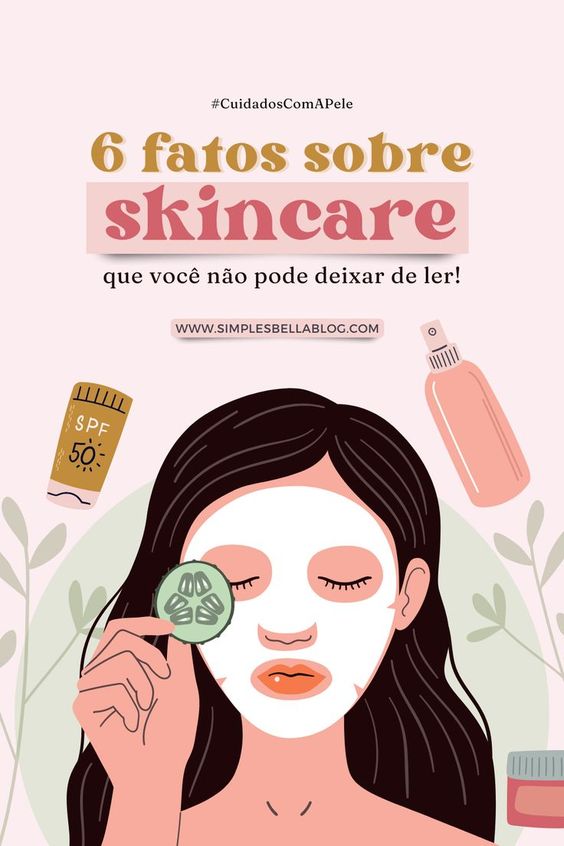 #CuidadosComAPele
6 fatos sobre
skincare
que você não pode deixar de ler!
WWW.SIMPLESBELLABLOG.COM
SPF
50